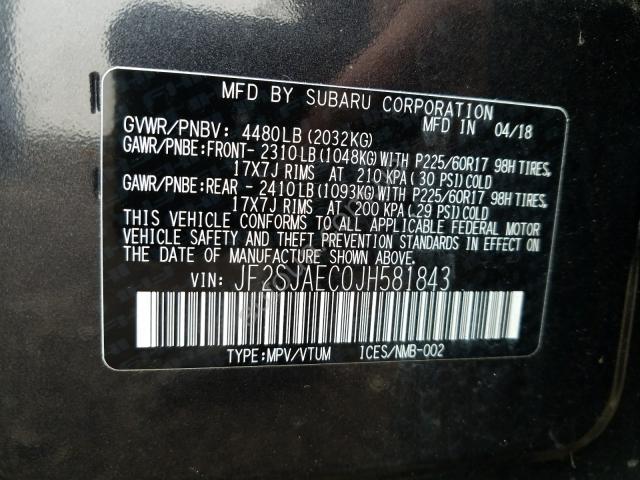 MFD BY SUBARU CORPORATION
MFD IN 04/18
GVWR/PNBV: 4480LB(2032KG)
GAWR/PNBE:FRONT- 2310LB(1048KG)WITH P225/60R17 98H TIRES,
17X7J RIMS AT 210 KPA (30 PSI)COLD
GAWR/PNBE:REAR - 2410LB(1093KG)WITH P225/60R17 98H TIRES,
17X7J RIMS AT 200 KPA (29 PSI)COLD
THIS VEHICLE CONFORMS TO ALL APPLICABLE FEDERAL MOTOR
VEHICLE SAFETY AND THEFT PREVENTION STANDARDS IN EFFECT ON
THE DATE OF MANUFACTURE SHOWN ABOVE.
VIN: JF2SJAEC0JH581843
TYPE:MPV/VTUM ICES/NMB-002